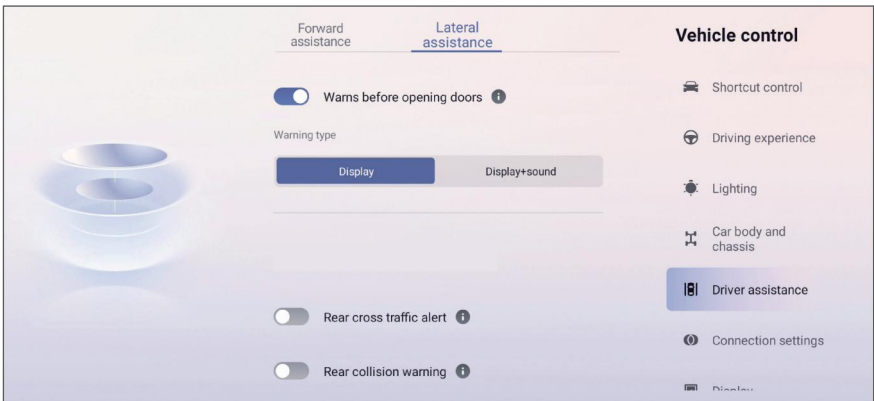 Forward
assistance
Lateral
assistance
Warns before opening doors
Warning type
Display
Display+sound
Rear cross traffic alert
Rear collision warning
Vehicle control
Shortcut control
Driving experience
Lighting
Car body and
chassis
Driver assistance
Connection settings
Display